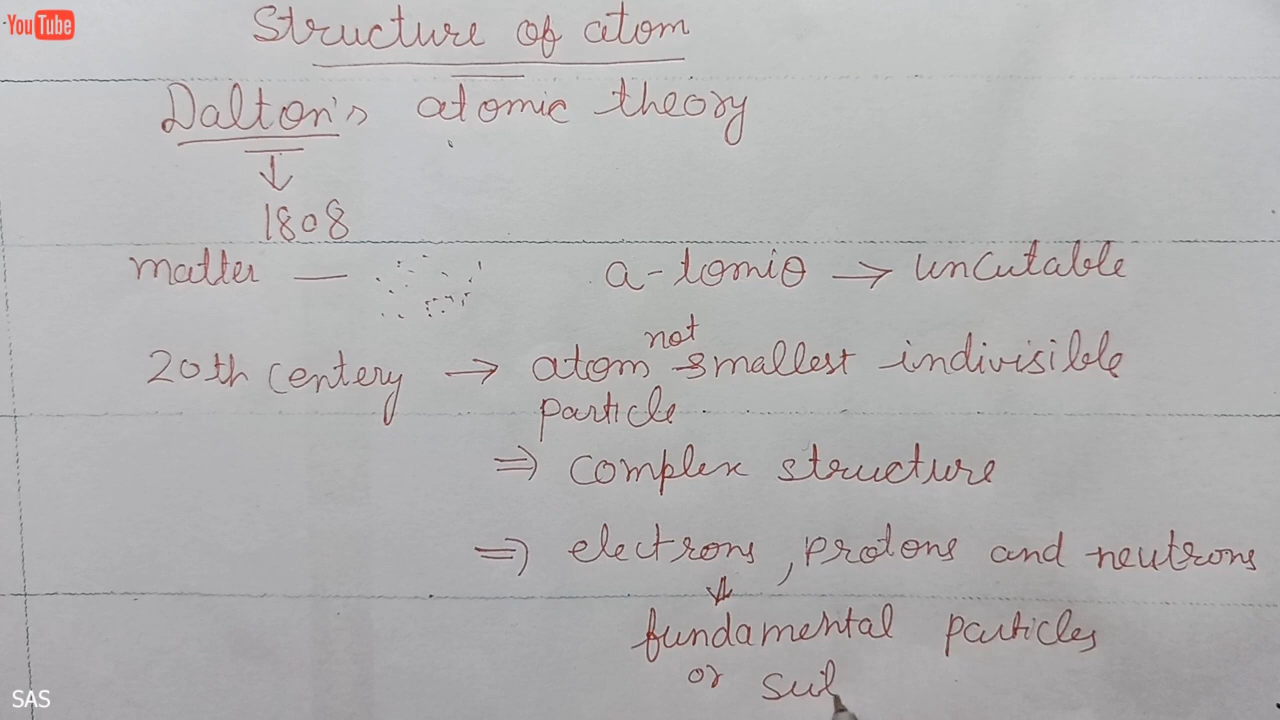 YouTube
Structure of atom
Dalton's atomic theory
↓
1808
matter — a-tomio → uncutable
20th centery → atom not smallest indivisible
particle
⇒ complex structure
⇒ electrons, protons and neutrons
↓
fundamental particles
or sub
SAS